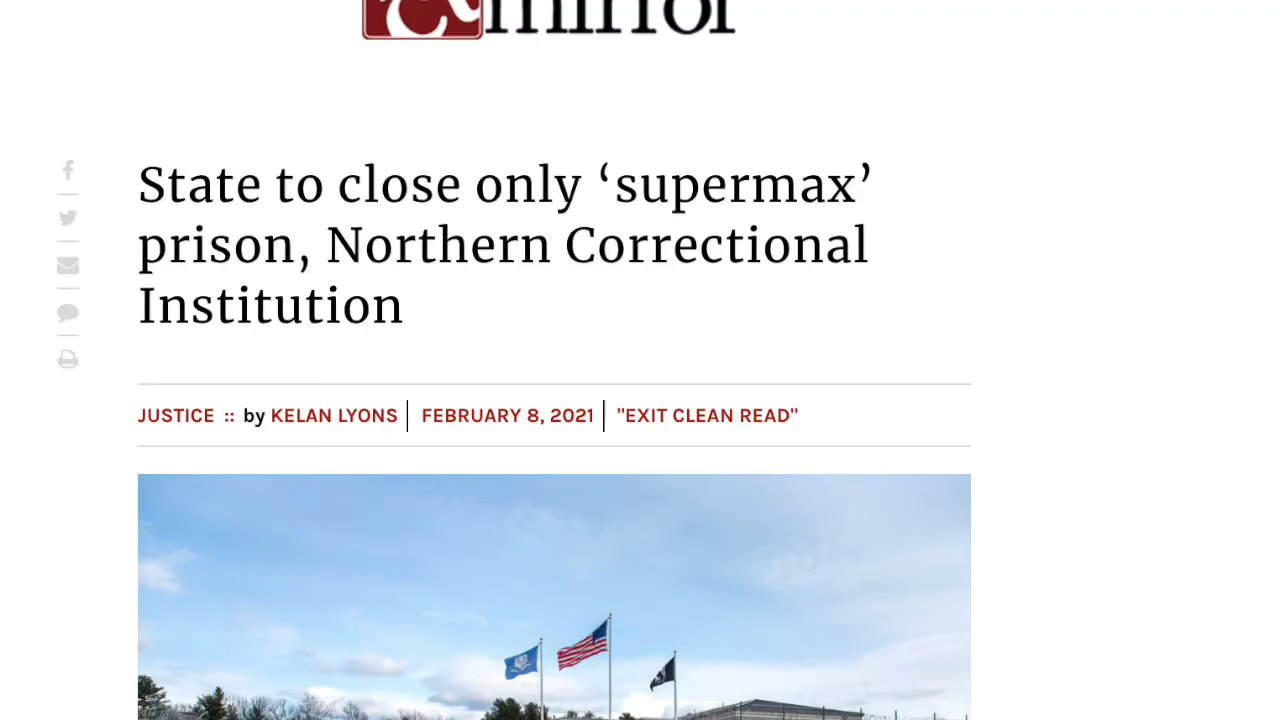 mirror
State to close only ‘supermax’
prison, Northern Correctional
Institution
JUSTICE :: by KELAN LYONS FEBRUARY 8, 2021 "EXIT CLEAN READ"